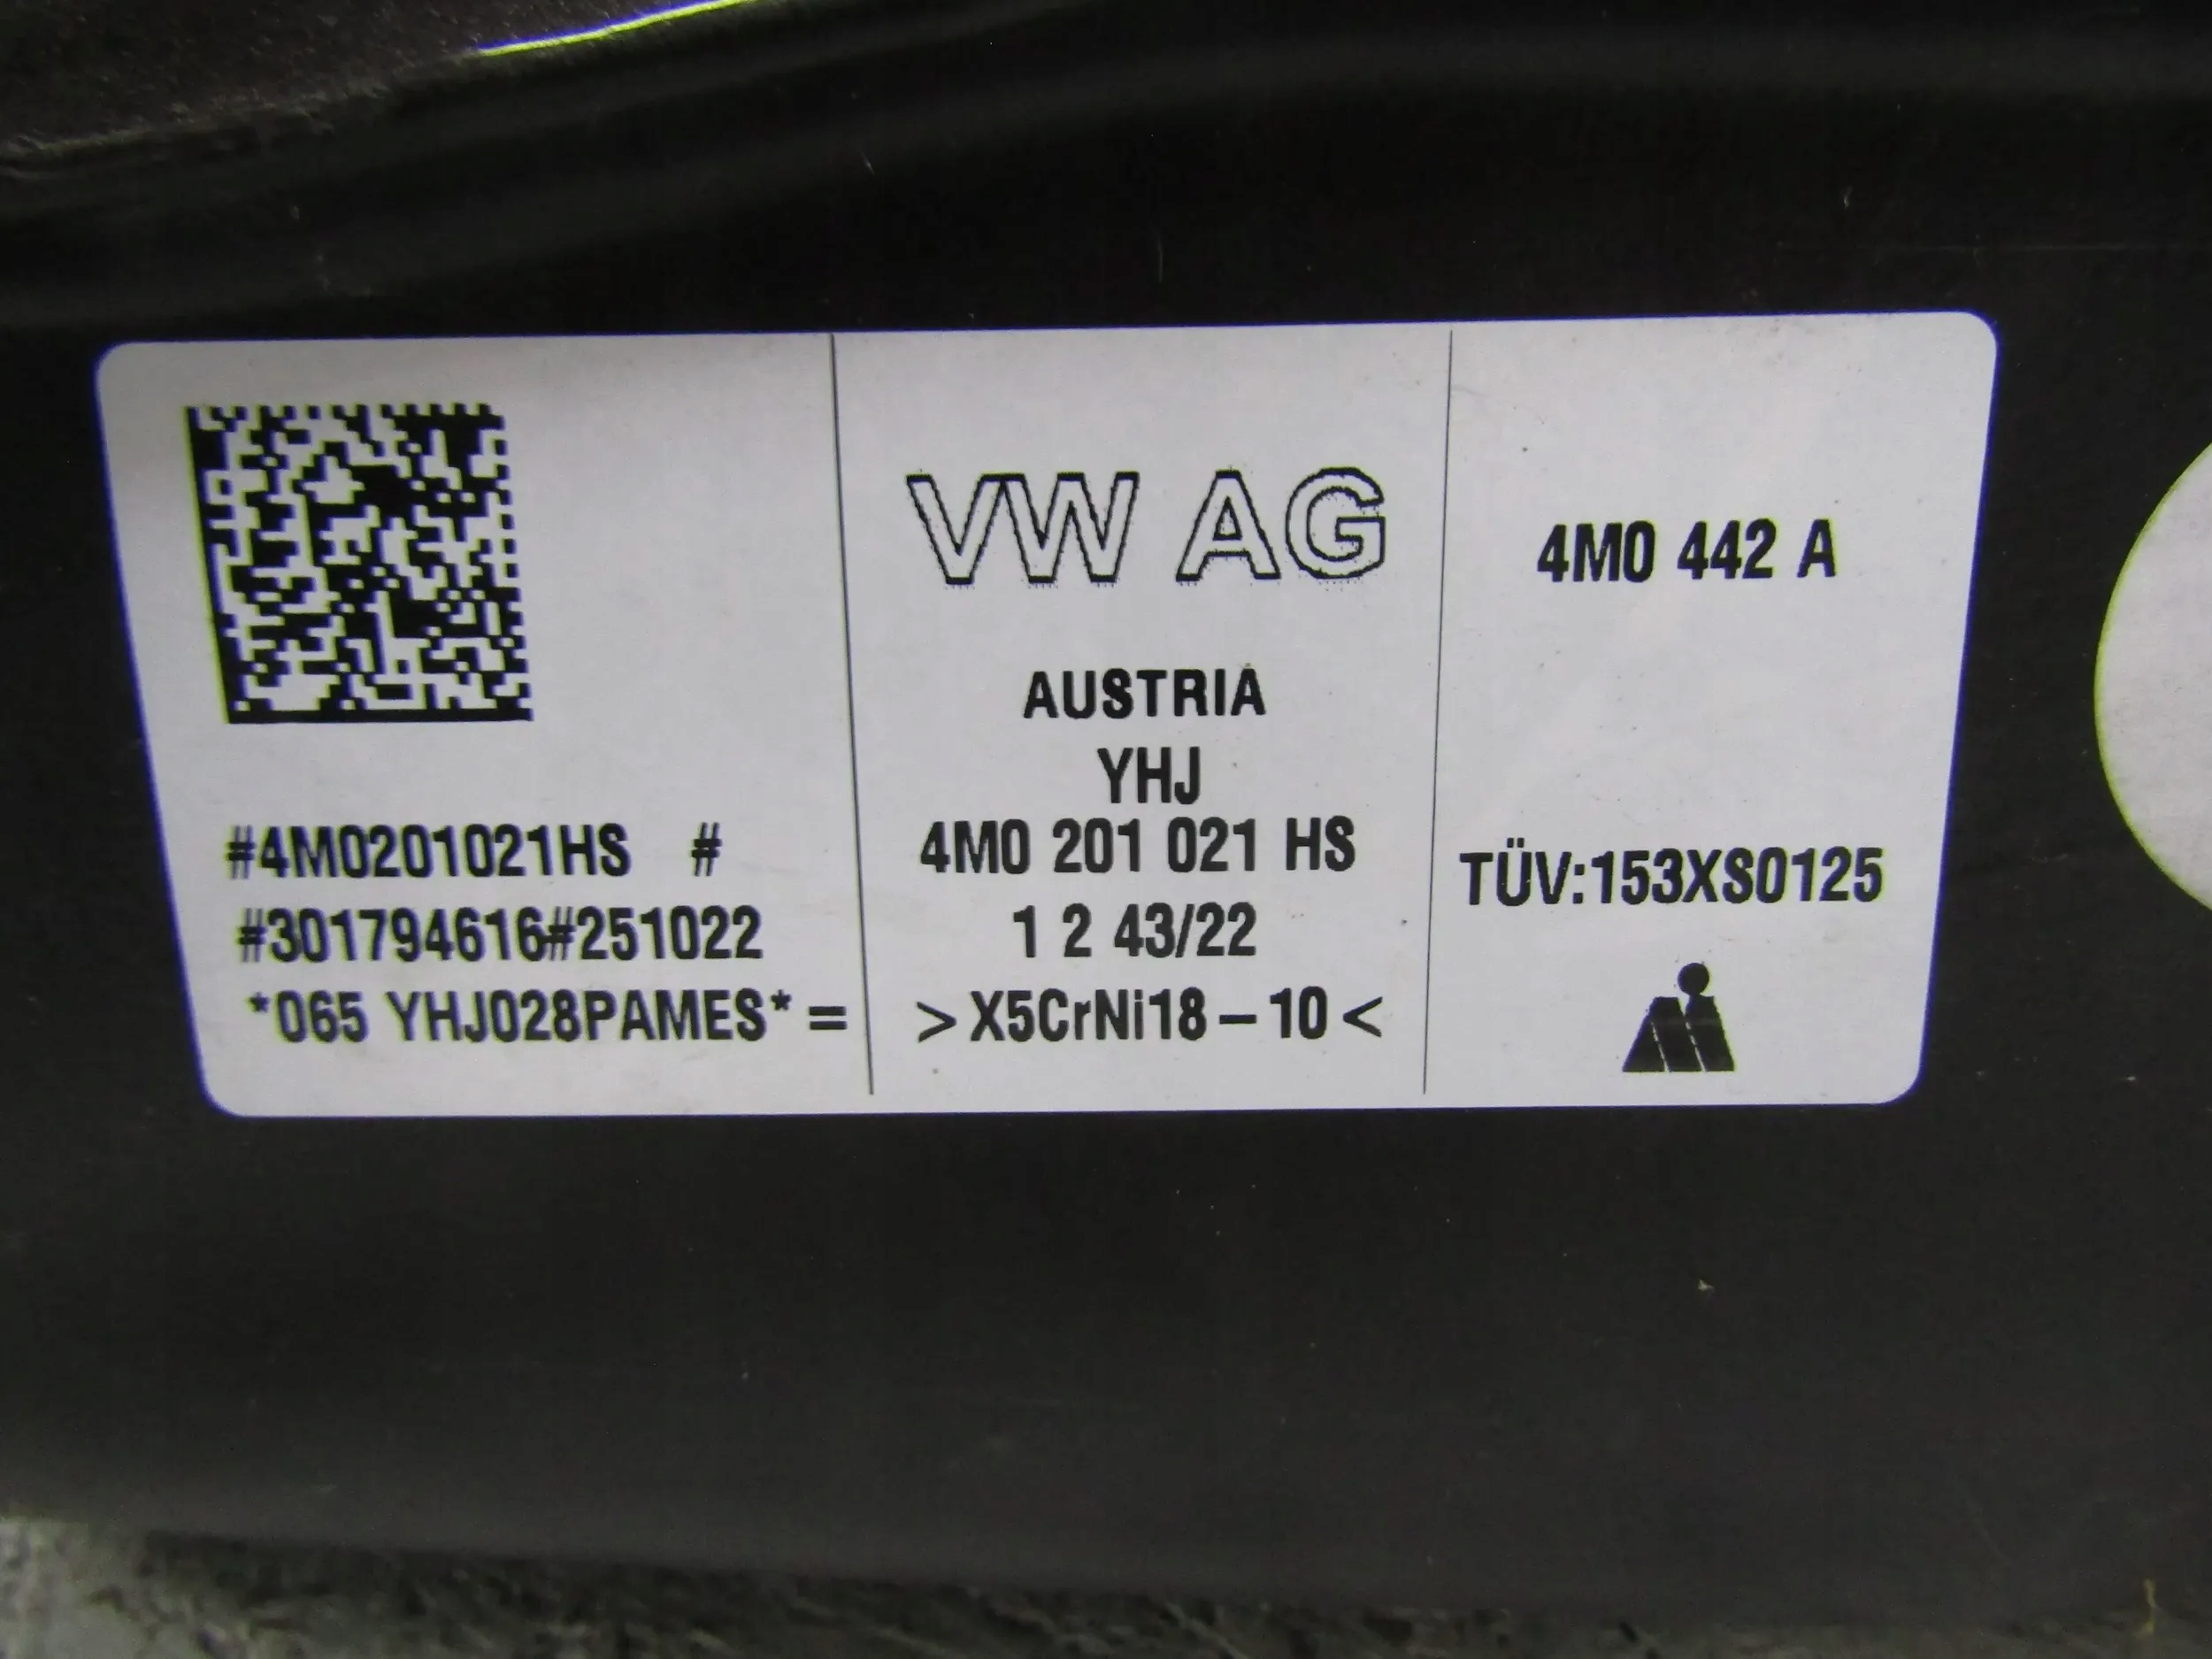 #4M0201021HS #
#301794616#251022
*065 YHJ028PAMES* =
VW AG
AUSTRIA
YHJ
4M0 201 021 HS
1 2 43/22
>X5CrNi18-10<
4M0 442 A
TÜV:153XS0125